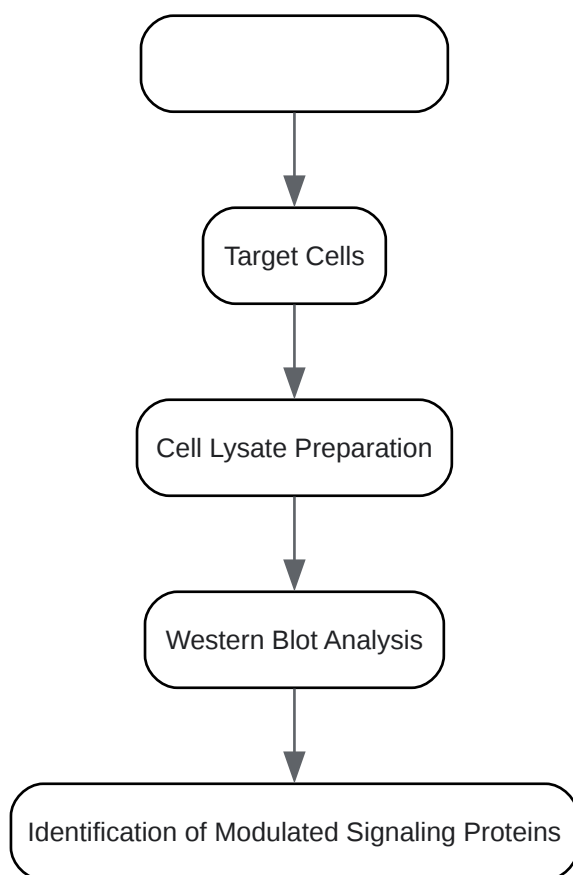 Target Cells
Cell Lysate Preparation
Western Blot Analysis
Identification of Modulated Signaling Proteins